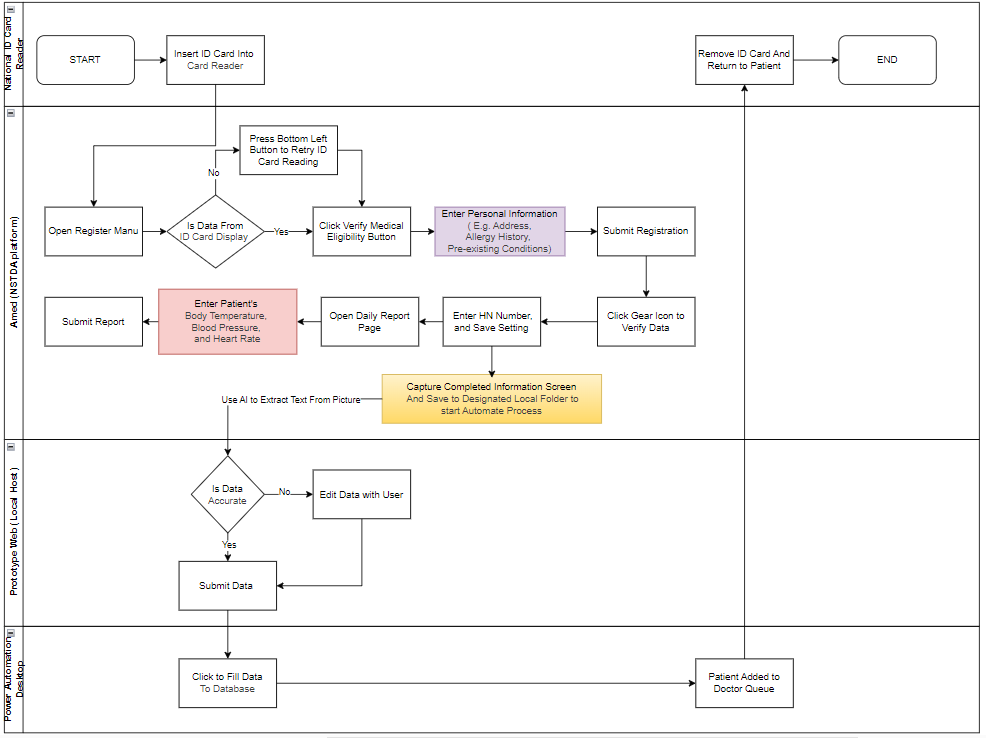 National ID Card
Reader
START
Insert ID Card Into
Card Reader
Remove ID Card And
Return to Patient
END
Amed (NSTDA platform)
Press Bottom Left
Button to Retry ID
Card Reading
No
Open Register Manu
Is Data From
ID Card Display
Yes
Click Verify Medical
Eligibility Button
Enter Personal Information
( E.g. Address,
Allergy History,
Pre-existing Conditions)
Submit Registration
Submit Report
Enter Patient's
Body Temperature,
Blood Pressure,
and Heart Rate
Open Daily Report
Page
Enter HN Number,
and Save Setting
Click Gear Icon to
Verify Data
Use AI to Extract Text From Picture
Capture Completed Information Screen
And Save to Designated Local Folder to
start Automate Process
Prototype Web (Local Host)
Is Data
Accurate
No
Edit Data with User
Yes
Submit Data
Power Automation
Desktop
Click to Fill Data
To Database
Patient Added to
Doctor Queue